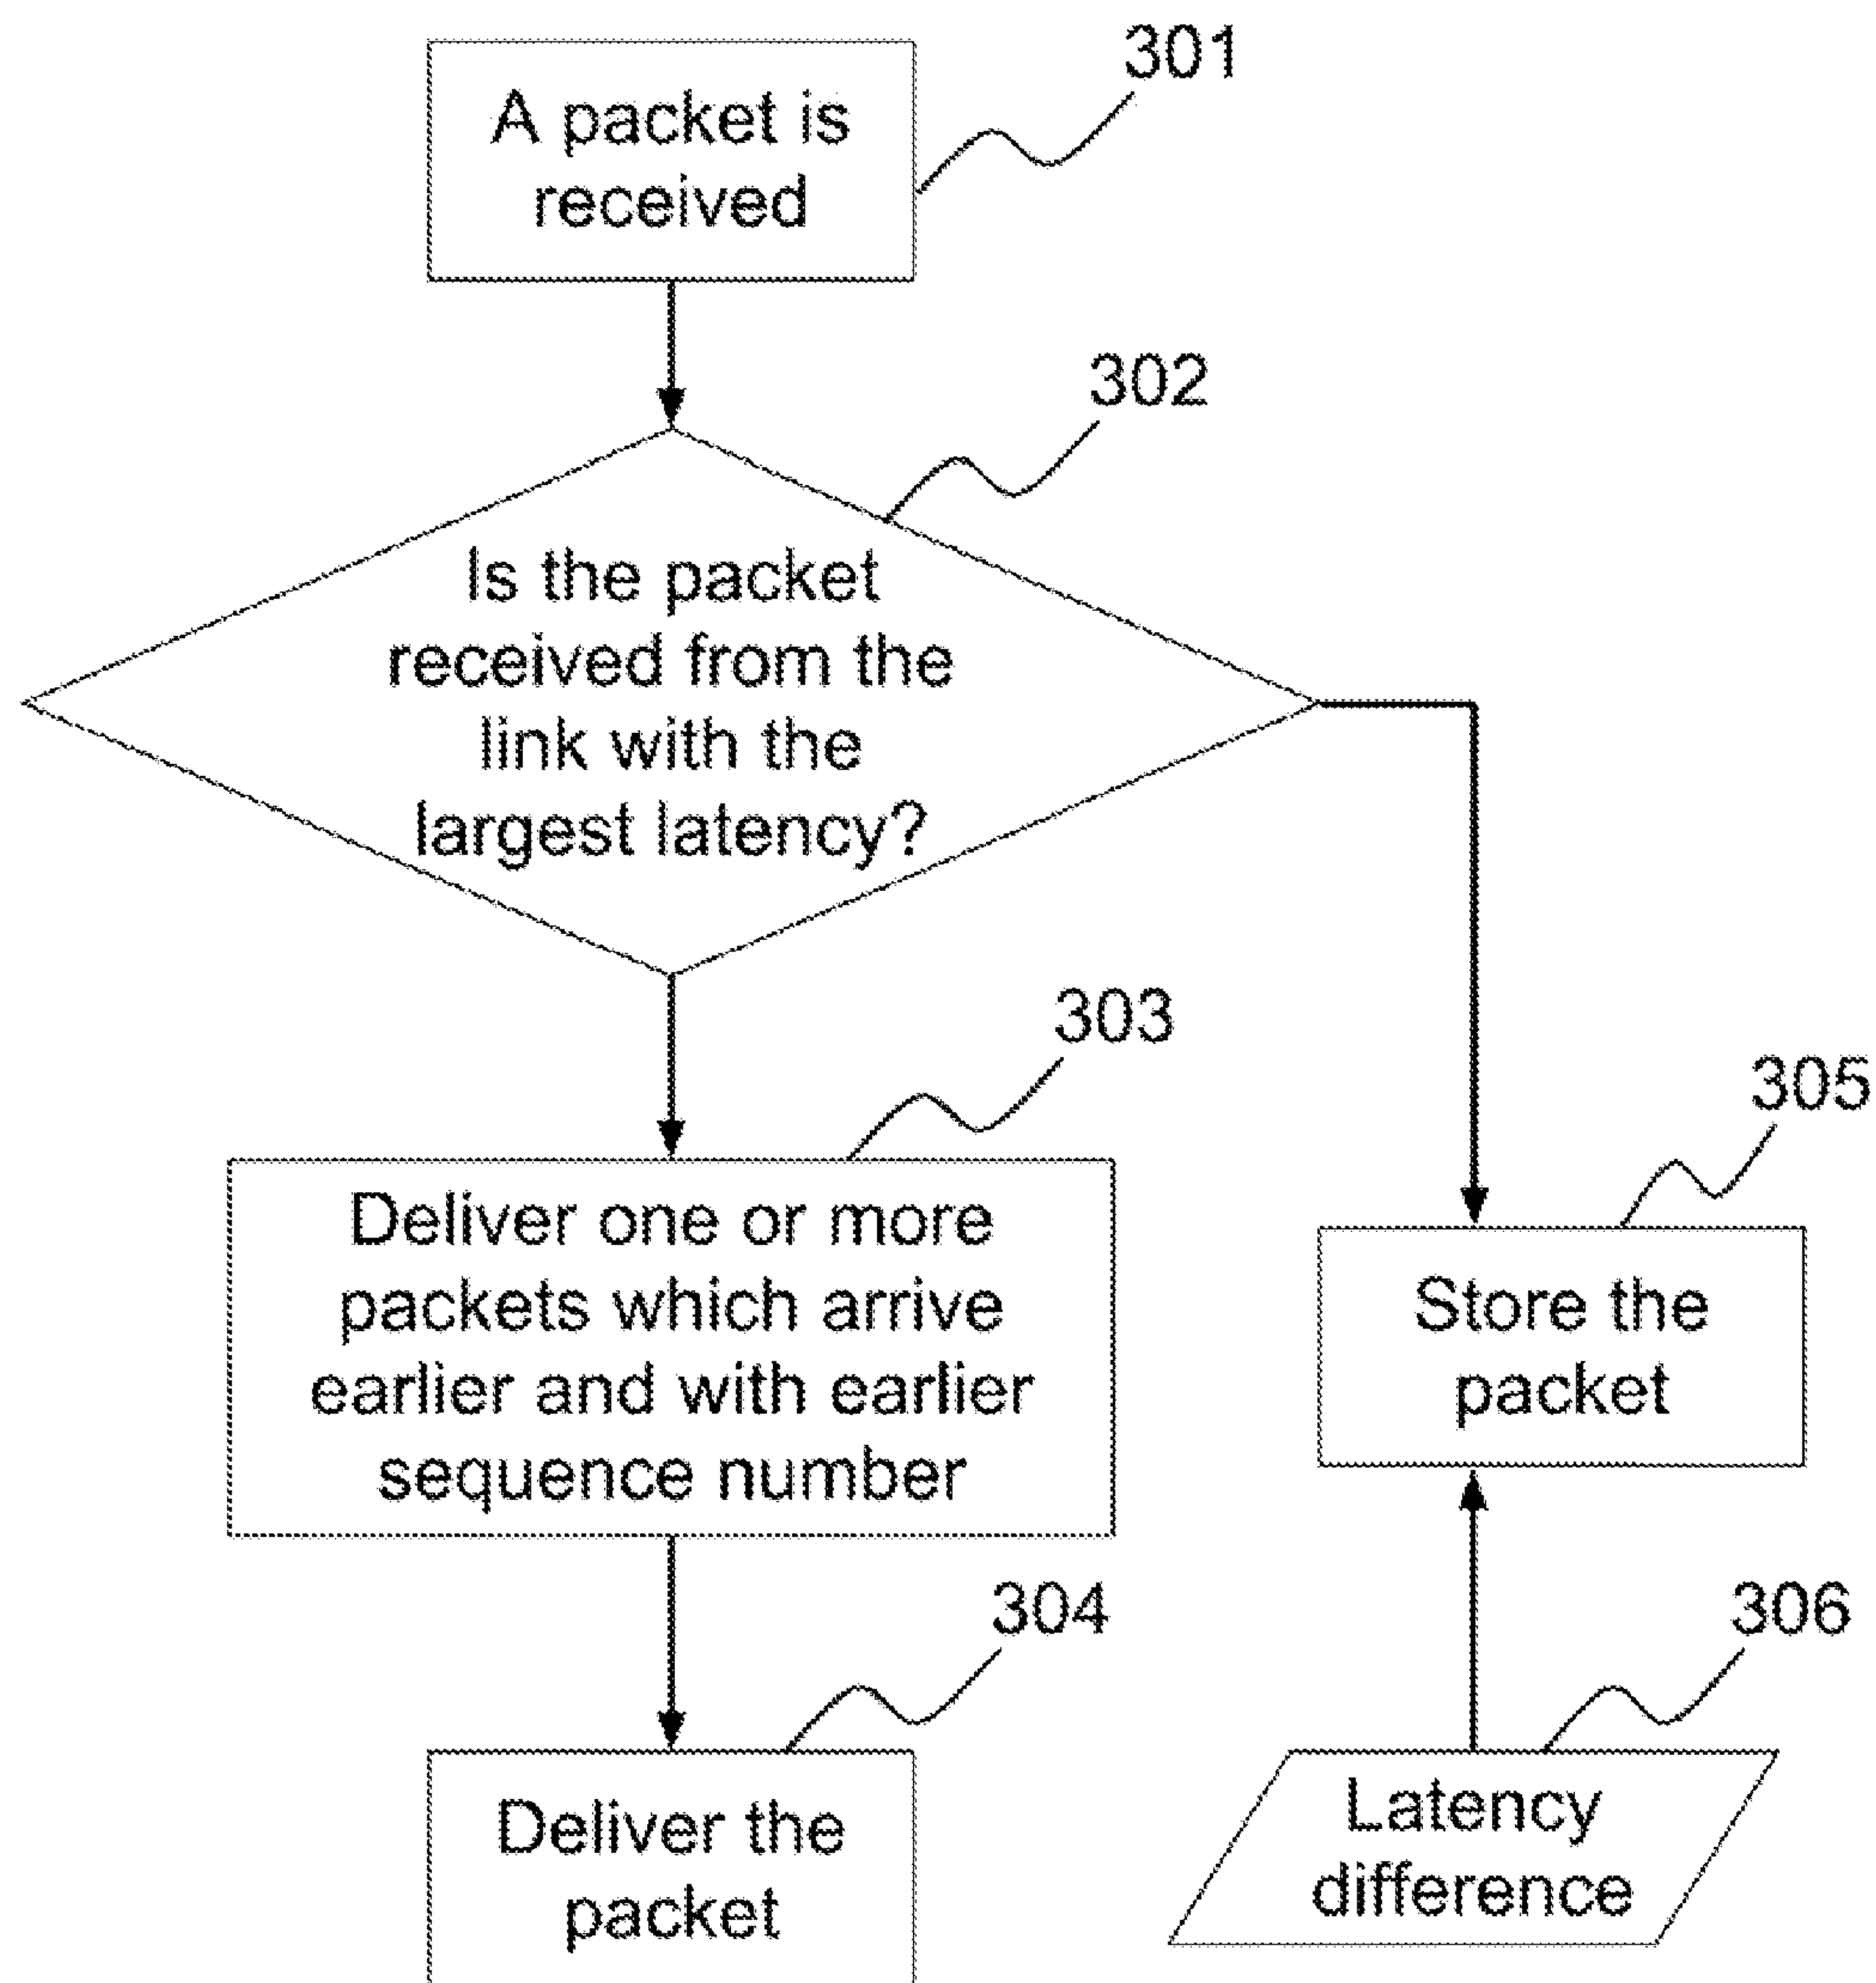 301
A packet is
received
302
Is the packet
received from the
link with the
largest latency?
303
Deliver one or more
packets which arrive
earlier and with earlier
sequence number
305
Store the
packet
304
Deliver the
packet
306
Latency
difference